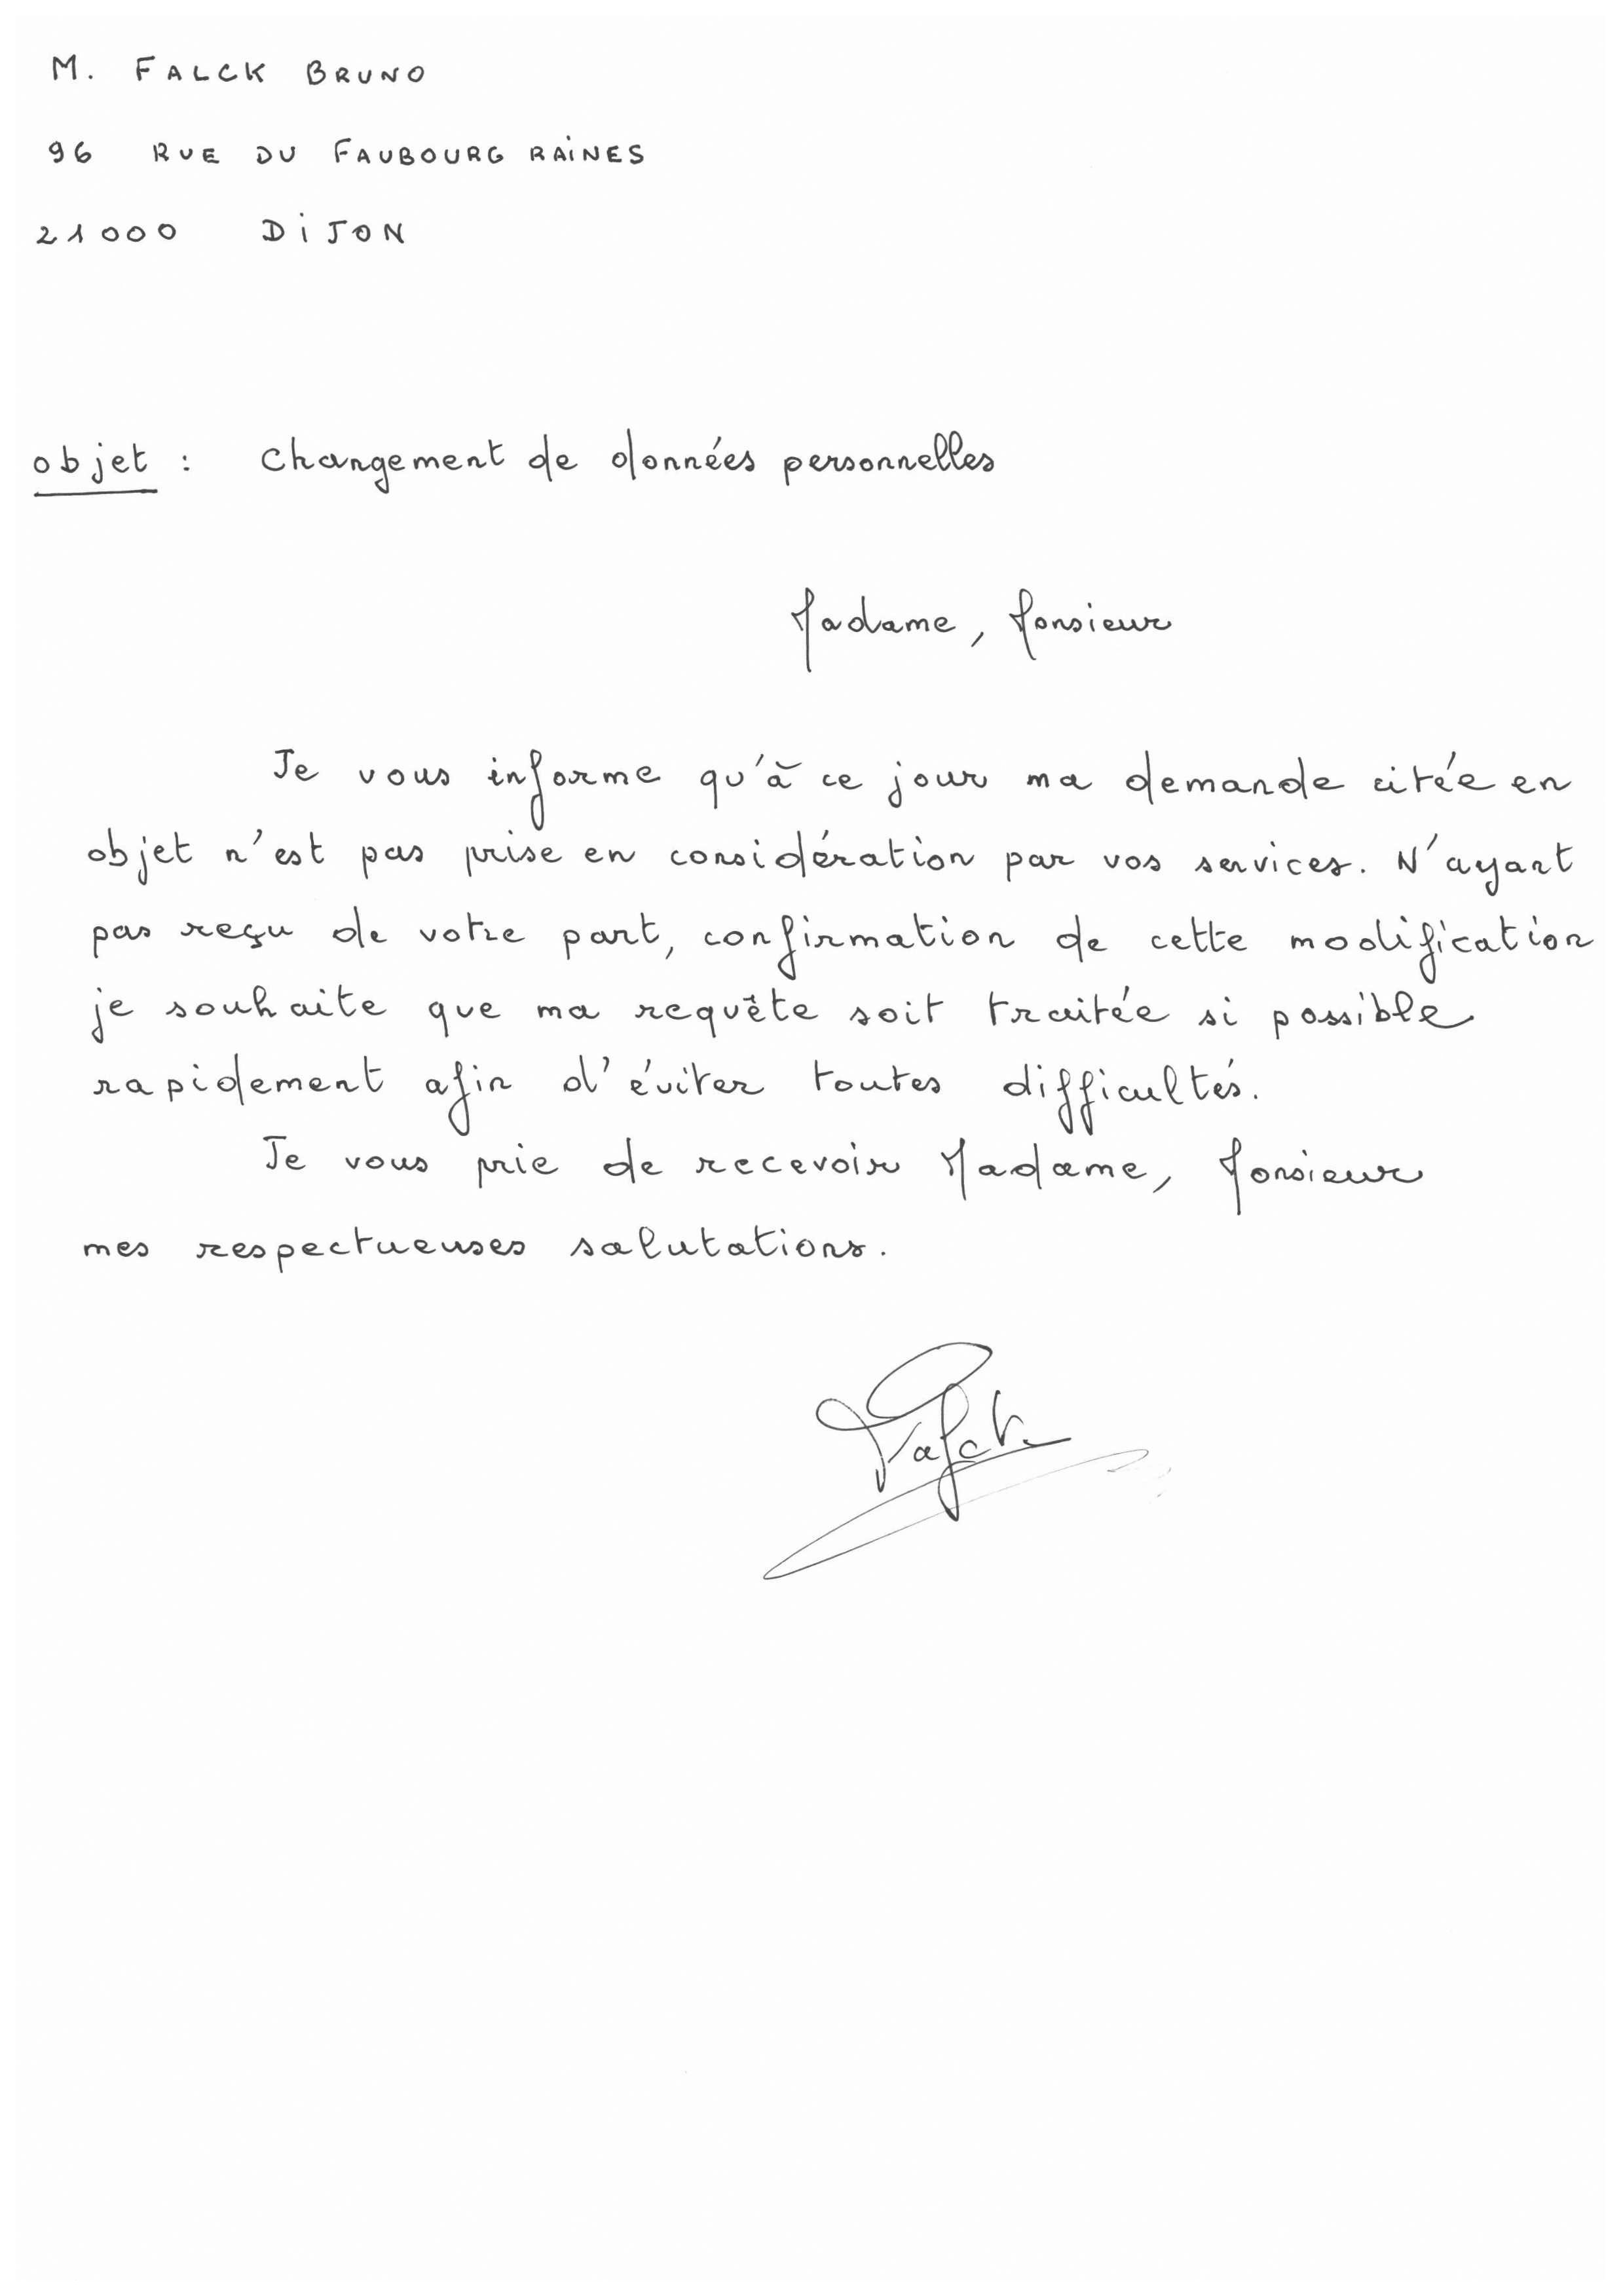 M. FALCK BRUNO
96 RUE DU FAUBOURG RAINES
21000 DIJON
objet : Changement de données personnelles
Madame, Monsieur
Je vous informe qu'à ce jour ma demande citée en
objet n'est pas prise en considération par vos services. N'ayant
pas reçu de votre part, confirmation de cette modification
je souhaite que ma requête soit traitée si possible
rapidement afin d'éviter toutes difficultés.
Je vous prie de recevoir Madame, Monsieur
mes respectueuses salutations.
Falck